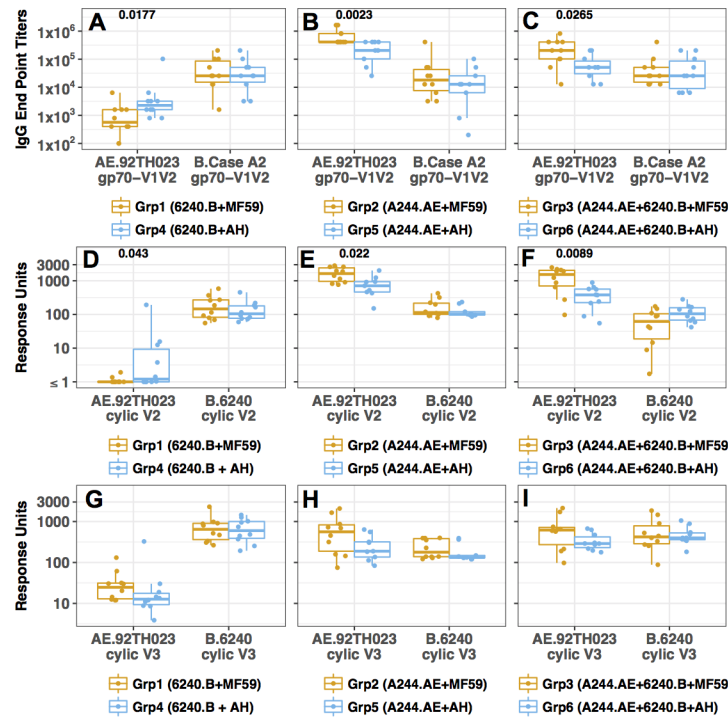 A 0.0177
B 0.0023
C 0.0265
IgG End Point Titers
1x10⁶
1x10⁵
1x10⁴
1x10³
1x10²
AE.92TH023 B.Case A2 AE.92TH023 B.Case A2 AE.92TH023 B.Case A2
gp70−V1V2 gp70−V1V2 gp70−V1V2 gp70−V1V2 gp70−V1V2 gp70−V1V2
Grp1 (6240.B+MF59) Grp2 (A244.AE+MF59) Grp3 (A244.AE+6240.B+MF59
Grp4 (6240.B+AH) Grp5 (A244.AE+AH) Grp6 (A244.AE+6240.B+AH)
D 0.043
E 0.022
F 0.0089
Response Units
3000
1000
100
10
≤ 1
AE.92TH023 B.6240 AE.92TH023 B.6240 AE.92TH023 B.6240
cylic V2 cylic V2 cylic V2 cylic V2 cylic V2 cylic V2
Grp1 (6240.B+MF59) Grp2 (A244.AE+MF59) Grp3 (A244.AE+6240.B+MF59
Grp4 (6240.B + AH) Grp5 (A244.AE+AH) Grp6 (A244.AE+6240.B+AH)
G
H
I
Response Units
3000
1000
100
10
AE.92TH023 B.6240 AE.92TH023 B.6240 AE.92TH023 B.6240
cylic V3 cylic V3 cylic V3 cylic V3 cylic V3 cylic V3
Grp1 (6240.B+MF59) Grp2 (A244.AE+MF59) Grp3 (A244.AE+6240.B+MF59
Grp4 (6240.B + AH) Grp5 (A244.AE+AH) Grp6 (A244.AE+6240.B+AH)